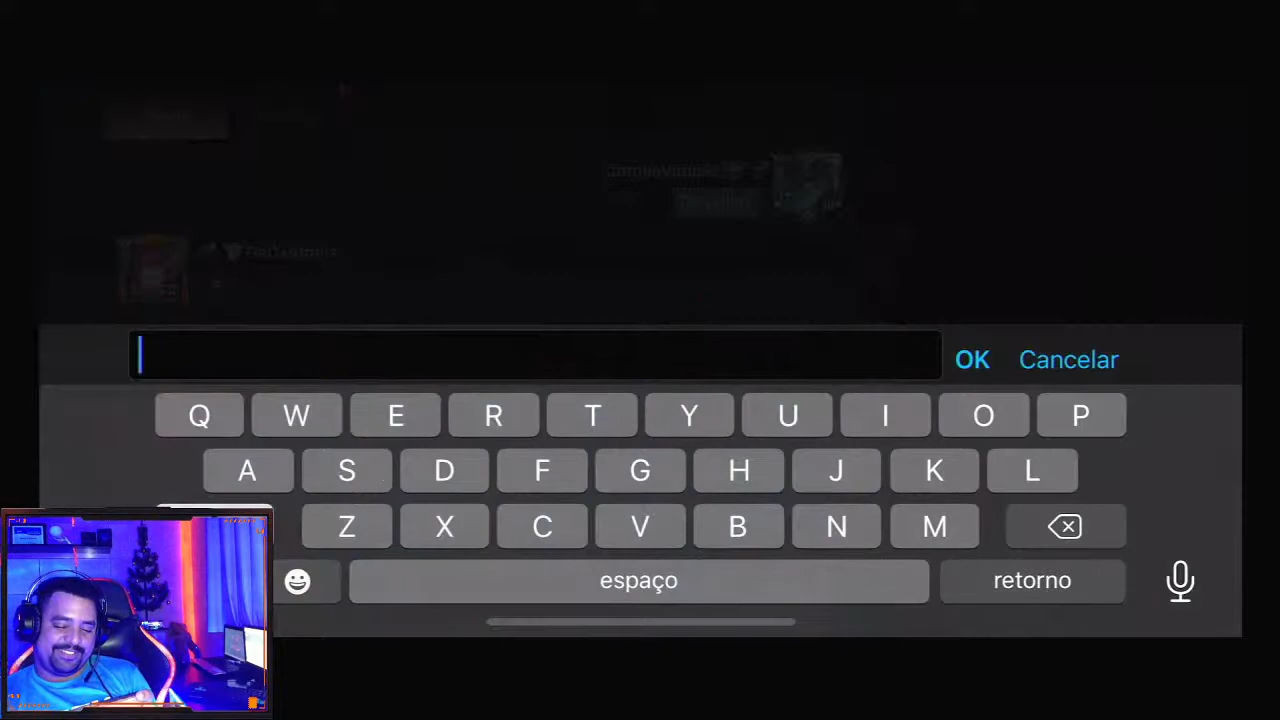 OK Cancelar
Q W E R T Y U I O P
A S D F G H J K L
Z X C V B N M
espaço retorno